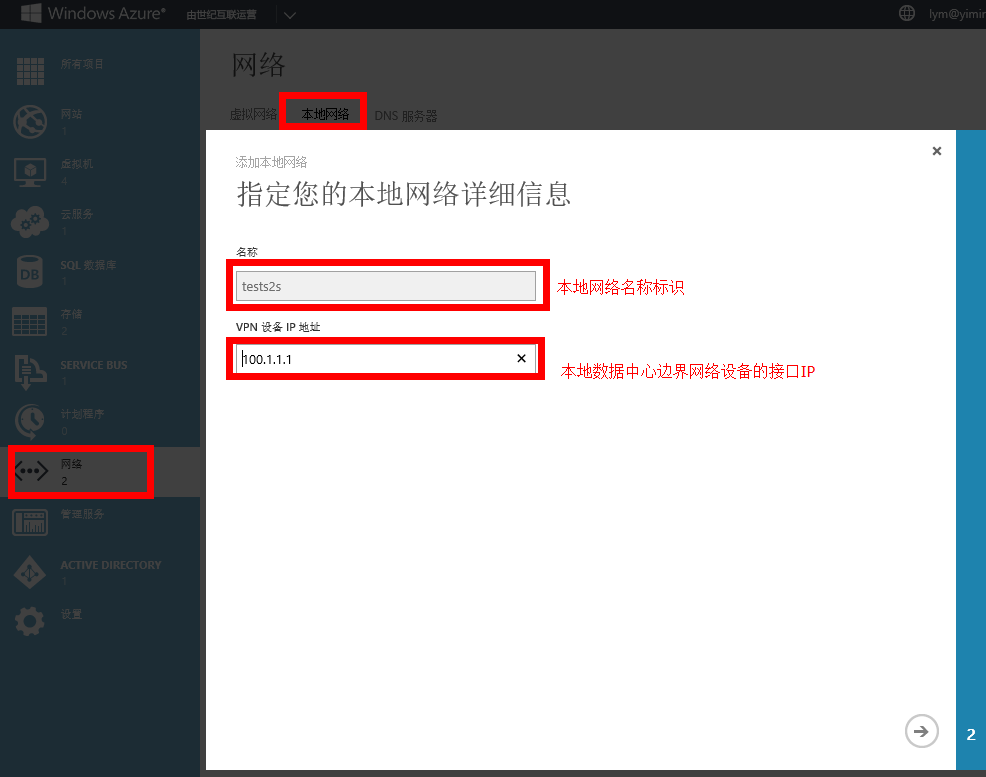 Windows Azure® 由世纪互联运营
所有项目
网站
1
虚拟机
4
云服务
1
SQL 数据库
1
存储
2
SERVICE BUS
1
计划程序
0
网络
2
管理服务
ACTIVE DIRECTORY
1
设置
网络
虚拟网络 本地网络 DNS 服务器
添加本地网络
指定您的本地网络详细信息
名称
tests2s
本地网络名称标识
VPN 设备 IP 地址
100.1.1.1
本地数据中心边界网络设备的接口IP
2